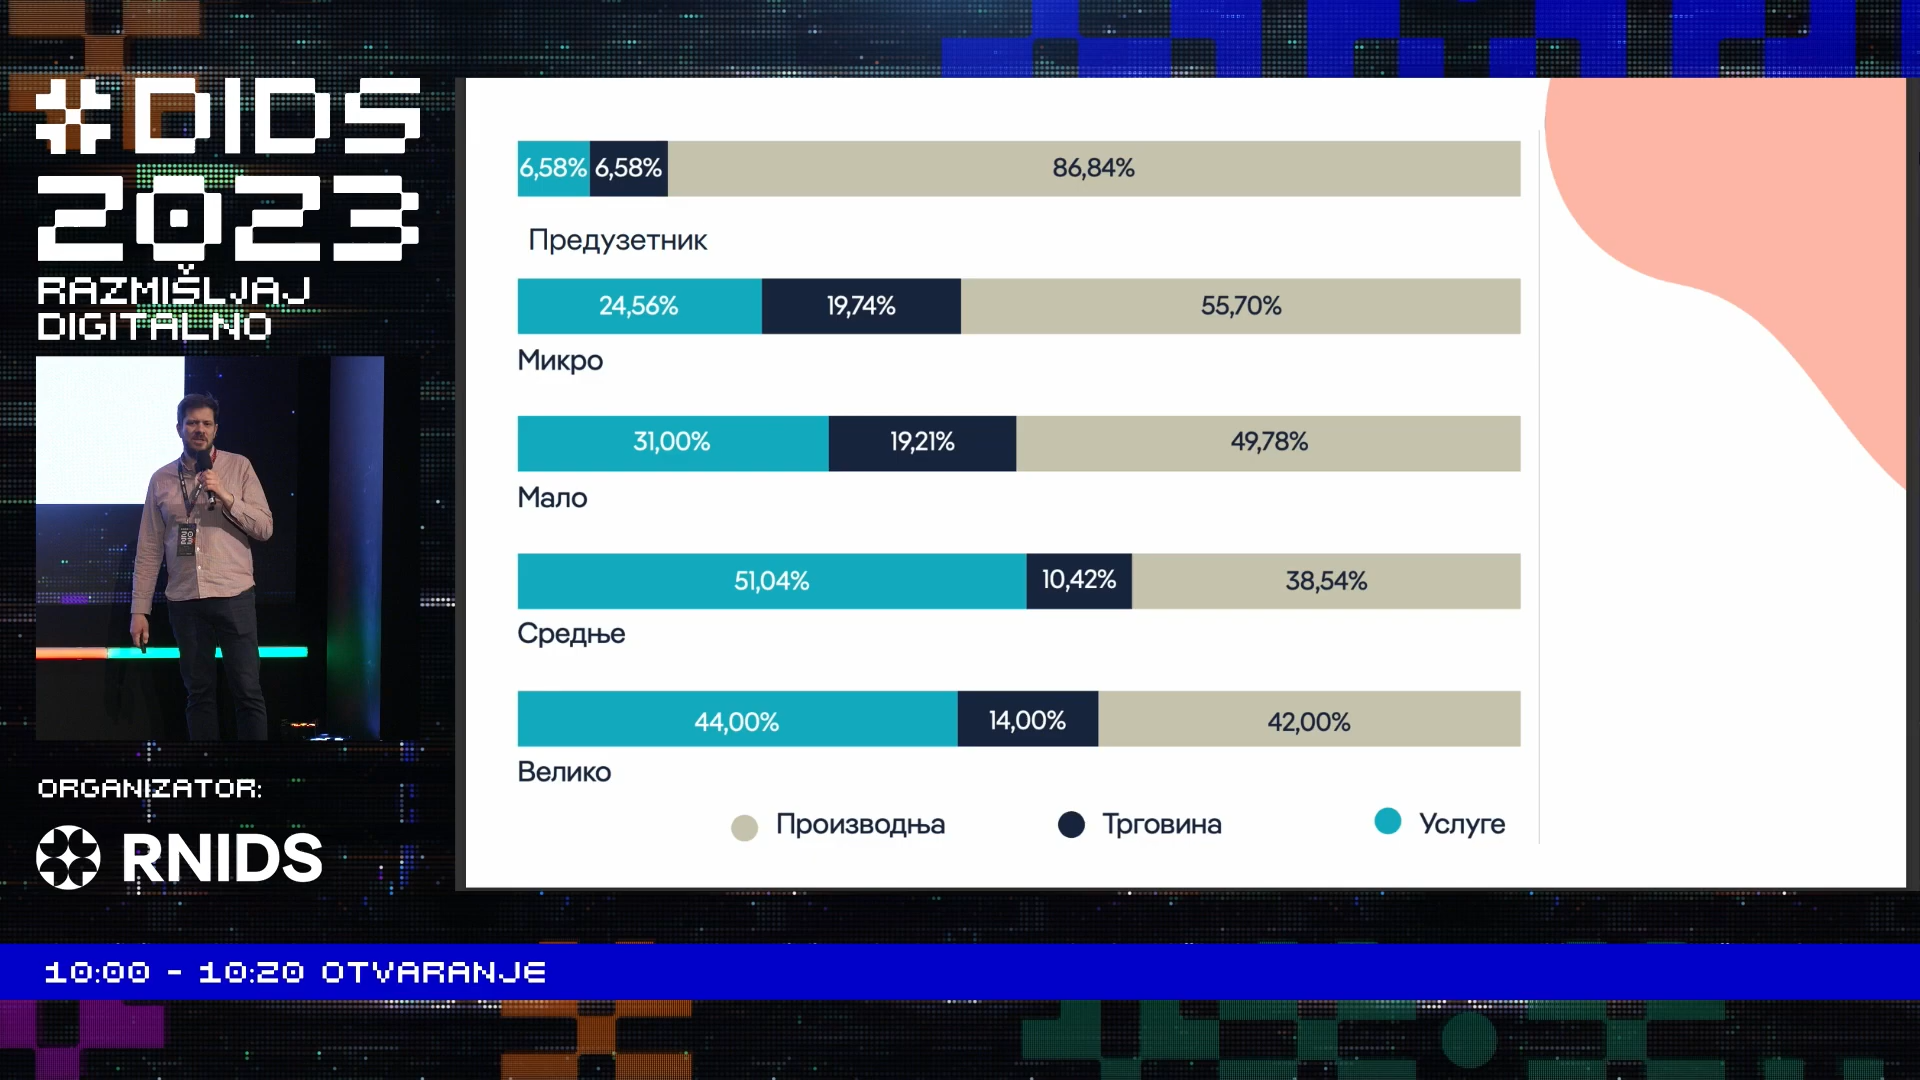 #DIDS
2023
RAZMIŠLJAJ
DIGITALNO
ORGANIZATOR:
RNIDS
6,58% 6,58% 86,84%
Предузетник
24,56% 19,74% 55,70%
Микро
31,00% 19,21% 49,78%
Мало
51,04% 10,42% 38,54%
Средње
44,00% 14,00% 42,00%
Велико
Производња Трговина Услуге
10:00 - 10:20 OTVARANJE